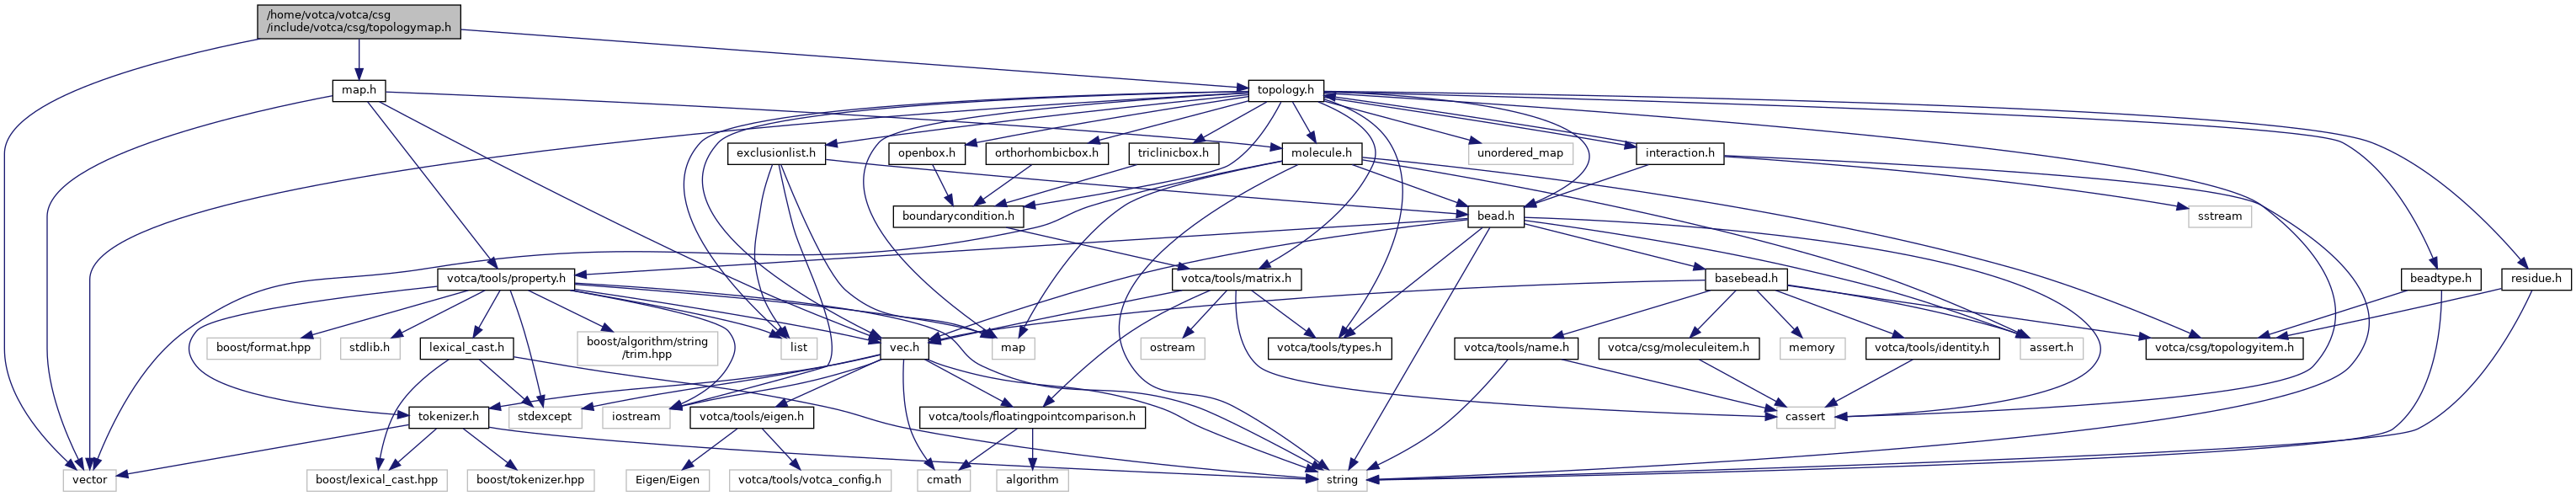 /home/votca/votca/csg
/include/votca/csg/topologymap.h
map.h
topology.h
exclusionlist.h
openbox.h
orthorhombicbox.h
triclinicbox.h
molecule.h
unordered_map
interaction.h
boundarycondition.h
bead.h
sstream
votca/tools/property.h
votca/tools/matrix.h
basebead.h
beadtype.h
residue.h
boost/format.hpp
stdlib.h
lexical_cast.h
boost/algorithm/string
/trim.hpp
list
vec.h
map
ostream
votca/tools/types.h
votca/tools/name.h
votca/csg/moleculeitem.h
memory
votca/tools/identity.h
assert.h
votca/csg/topologyitem.h
tokenizer.h
stdexcept
iostream
votca/tools/eigen.h
votca/tools/floatingpointcomparison.h
cassert
vector
boost/lexical_cast.hpp
boost/tokenizer.hpp
Eigen/Eigen
votca/tools/votca_config.h
cmath
algorithm
string